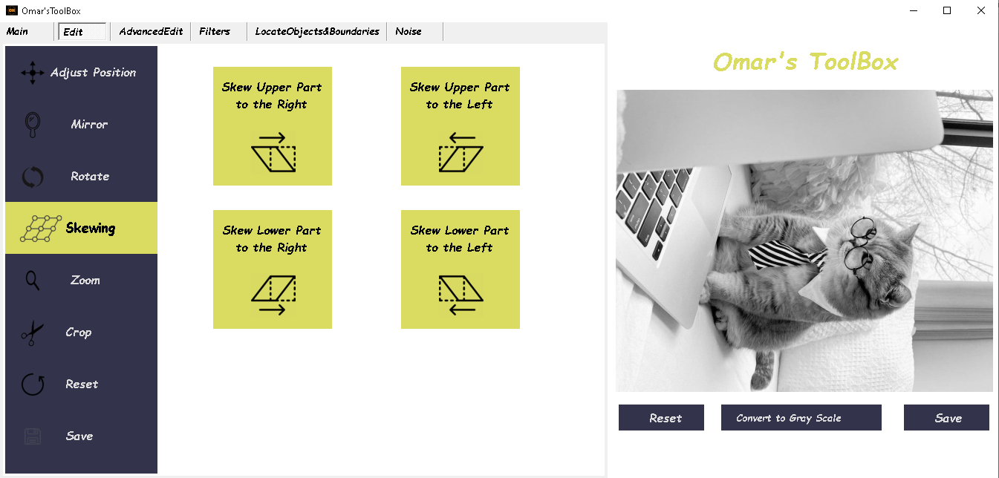 Omar'sToolBox
Main
Edit
AdvancedEdit
Filters
LocateObjects&Boundaries
Noise
Adjust Position
Mirror
Rotate
Skewing
Zoom
Crop
Reset
Save
Skew Upper Part
to the Right
Skew Upper Part
to the Left
Skew Lower Part
to the Right
Skew Lower Part
to the Left
Omar's ToolBox
Reset
Convert to Gray Scale
Save